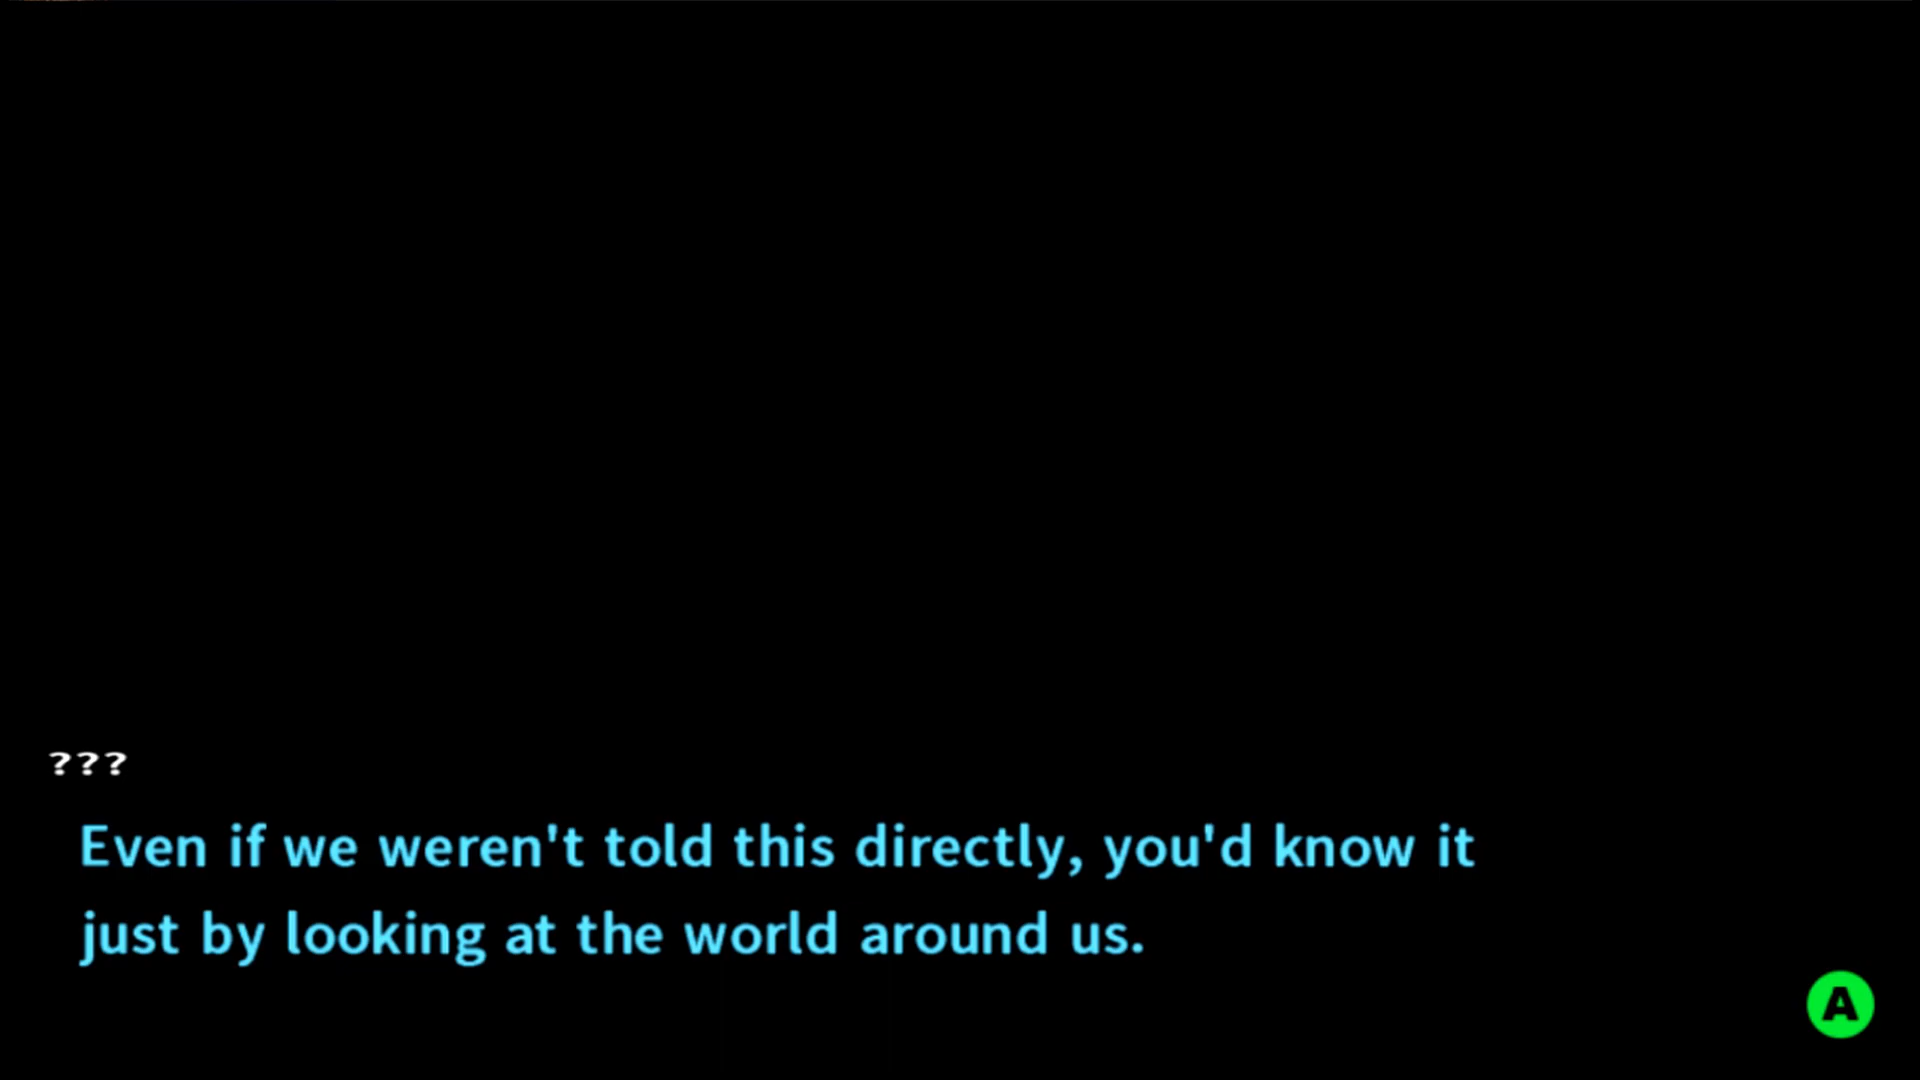 ???
Even if we weren't told this directly, you'd know it
just by looking at the world around us.
A